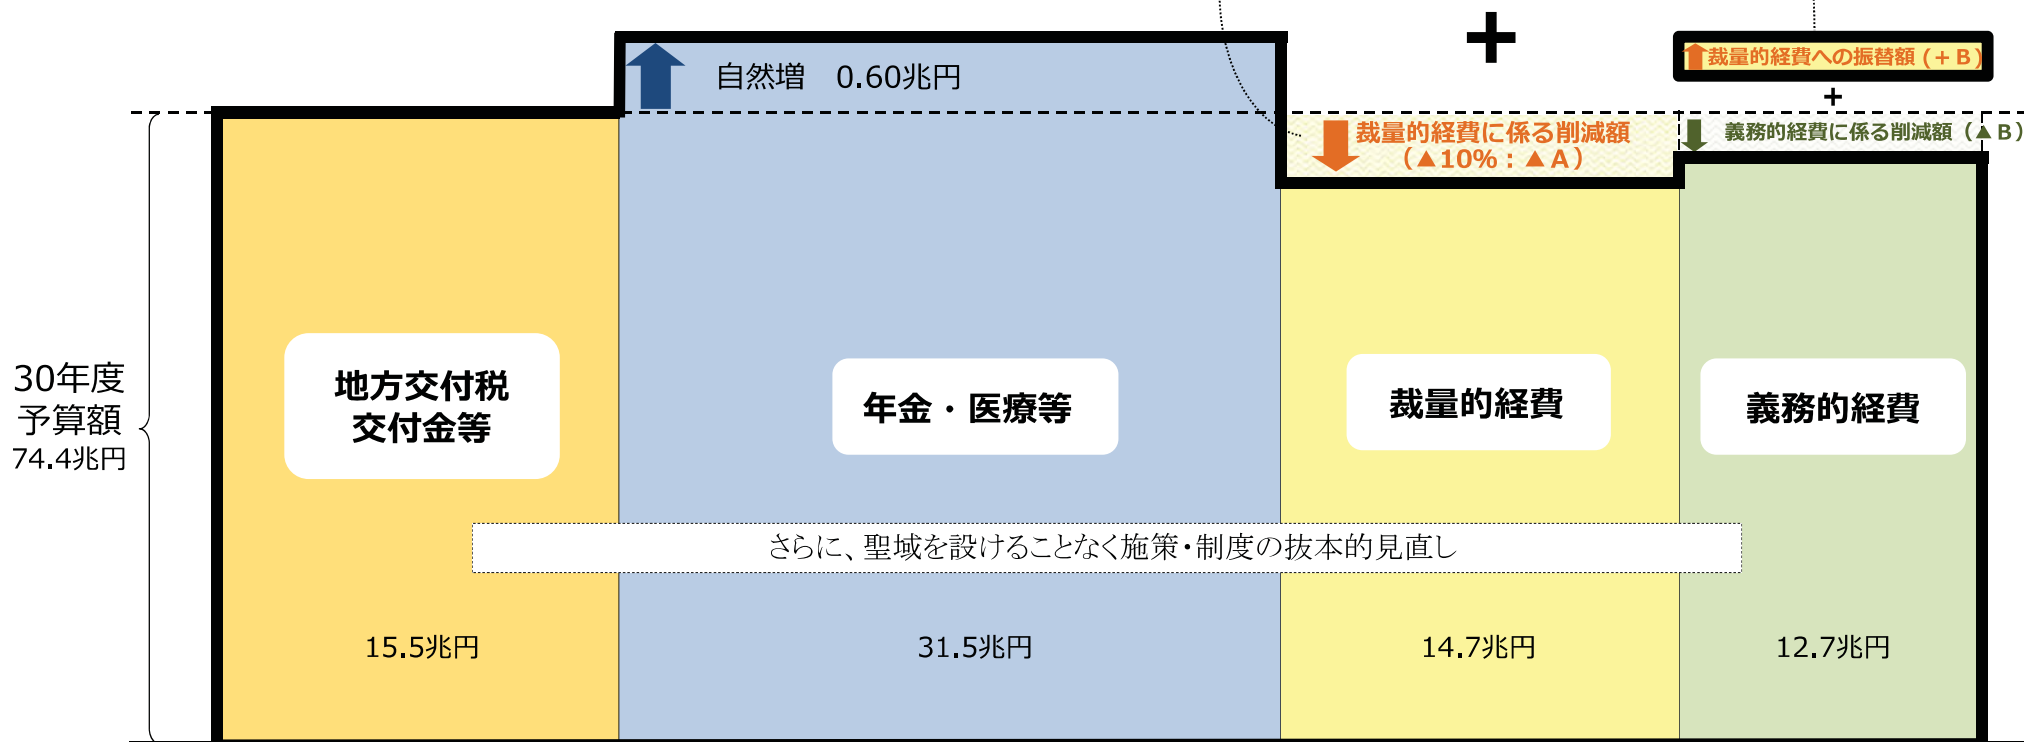 +
裁量的経費への振替額(+B)
+
自然増 0.60兆円
裁量的経費に係る削減額
(▲10%:▲A)
義務的経費に係る削減額(▲B)
30年度
予算額
74.4兆円
地方交付税
交付金等
年金・医療等
裁量的経費
義務的経費
さらに、聖域を設けることなく施策・制度の抜本的見直し
15.5兆円
31.5兆円
14.7兆円
12.7兆円